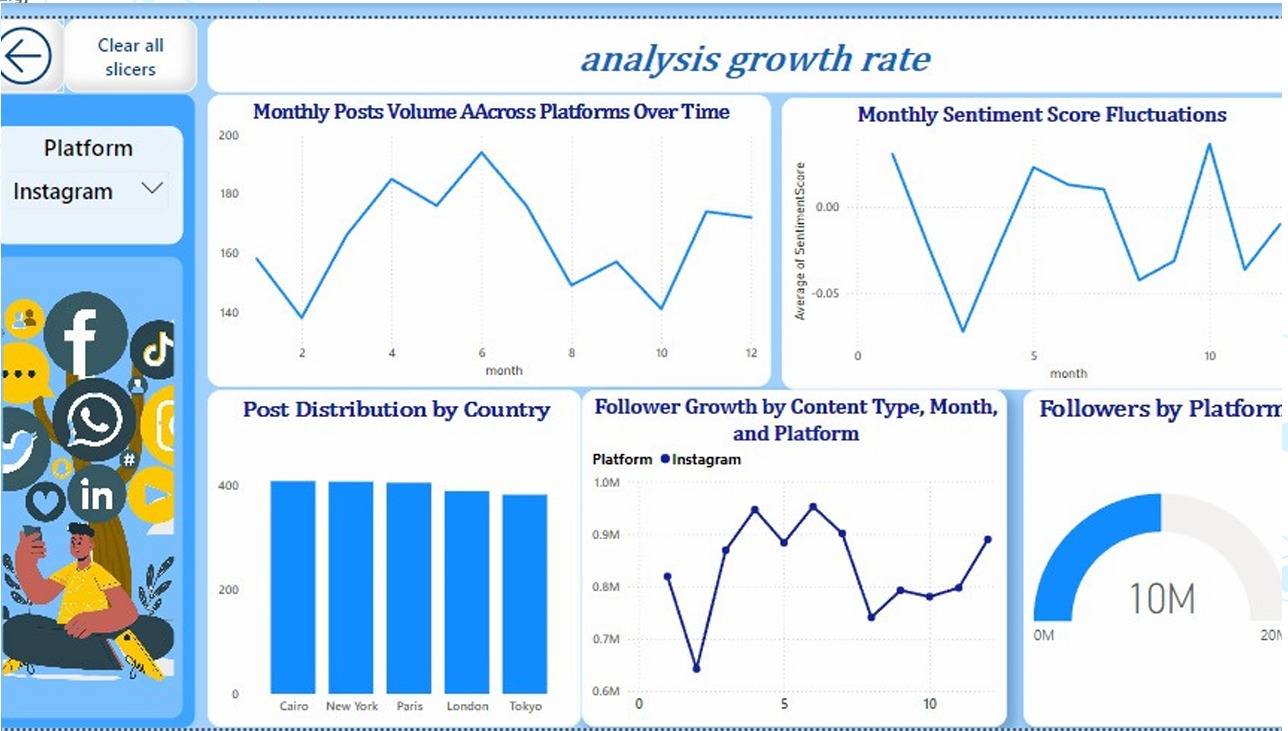 Clear all
slicers
analysis growth rate
Platform
Instagram
Monthly Posts Volume AAcross Platforms Over Time
200
180
160
140
2 4 6 8 10 12
month
Monthly Sentiment Score Fluctuations
Average of SentimentScore
0.00
-0.05
0 5 10
month
f
#
in
Post Distribution by Country
400
200
0
Cairo New York Paris London Tokyo
Follower Growth by Content Type, Month,
and Platform
Platform Instagram
1.0M
0.9M
0.8M
0.7M
0.6M
0 5 10
Followers by Platform
10M
0M 20M